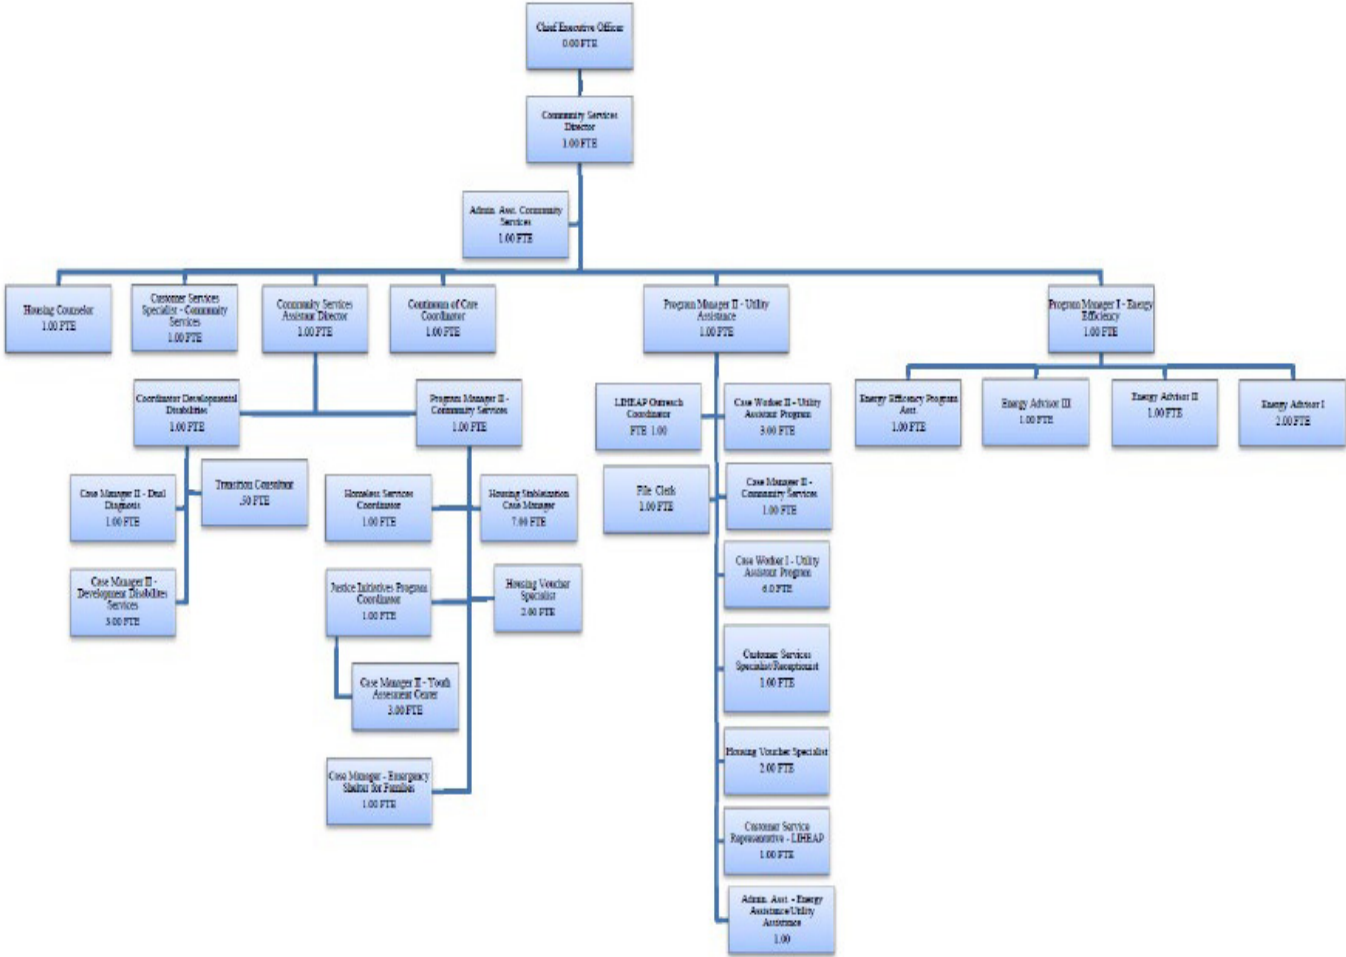 Chief Executive Officer
0.00 FTE
Community Services
Director
1.00 FTE
Admin. Asst. Community
Services
1.00 FTE
Housing Counselor
1.00 FTE
Customer Services
Specialist - Community
Services
1.00 FTE
Community Services
Assistant Director
1.00 FTE
Continuum of Care
Coordinator
1.00 FTE
Program Manager II - Utility
Assistance
1.00 FTE
Program Manager I - Energy
Efficiency
1.00 FTE
Coordinator Developmental
Disabilities
1.00 FTE
Program Manager II -
Community Services
1.00 FTE
LIHEAP Outreach
Coordinator
FTE 1.00
Case Worker II - Utility
Assistant Program
3.00 FTE
Energy Efficiency Program
Asst.
1.00 FTE
Energy Advisor III
1.00 FTE
Energy Advisor II
1.00 FTE
Energy Advisor I
2.00 FTE
Case Manager II - Dual
Diagnosis
1.00 FTE
Transition Consultant
.50 FTE
Homeless Services
Coordinator
1.00 FTE
Housing Stabilization
Case Manager
7.00 FTE
File Clerk
1.00 FTE
Case Manager II -
Community Services
1.00 FTE
Case Manager II -
Development Disabilites
Services
FTE
Justice Initiatives Program
Coordinator
1.00 FTE
Housing Voucher
Specialist
2.00 FTE
Case Worker I - Utility
Assistant Program
6.0 FTE
Case Manager II - Youth
Assesment Center
3.00 FTE
Customer Services
Specialist/Receptionist
1.00 FTE
Case Manager - Emergency
Shelter for Families
1.00 FTE
Housing Voucher Specialist
2.00 FTE
Customer Service
Representative - LIHEAP
1.00 FTE
Admin. Asst. - Energy
Assistance/Utility
Assistance
1.00